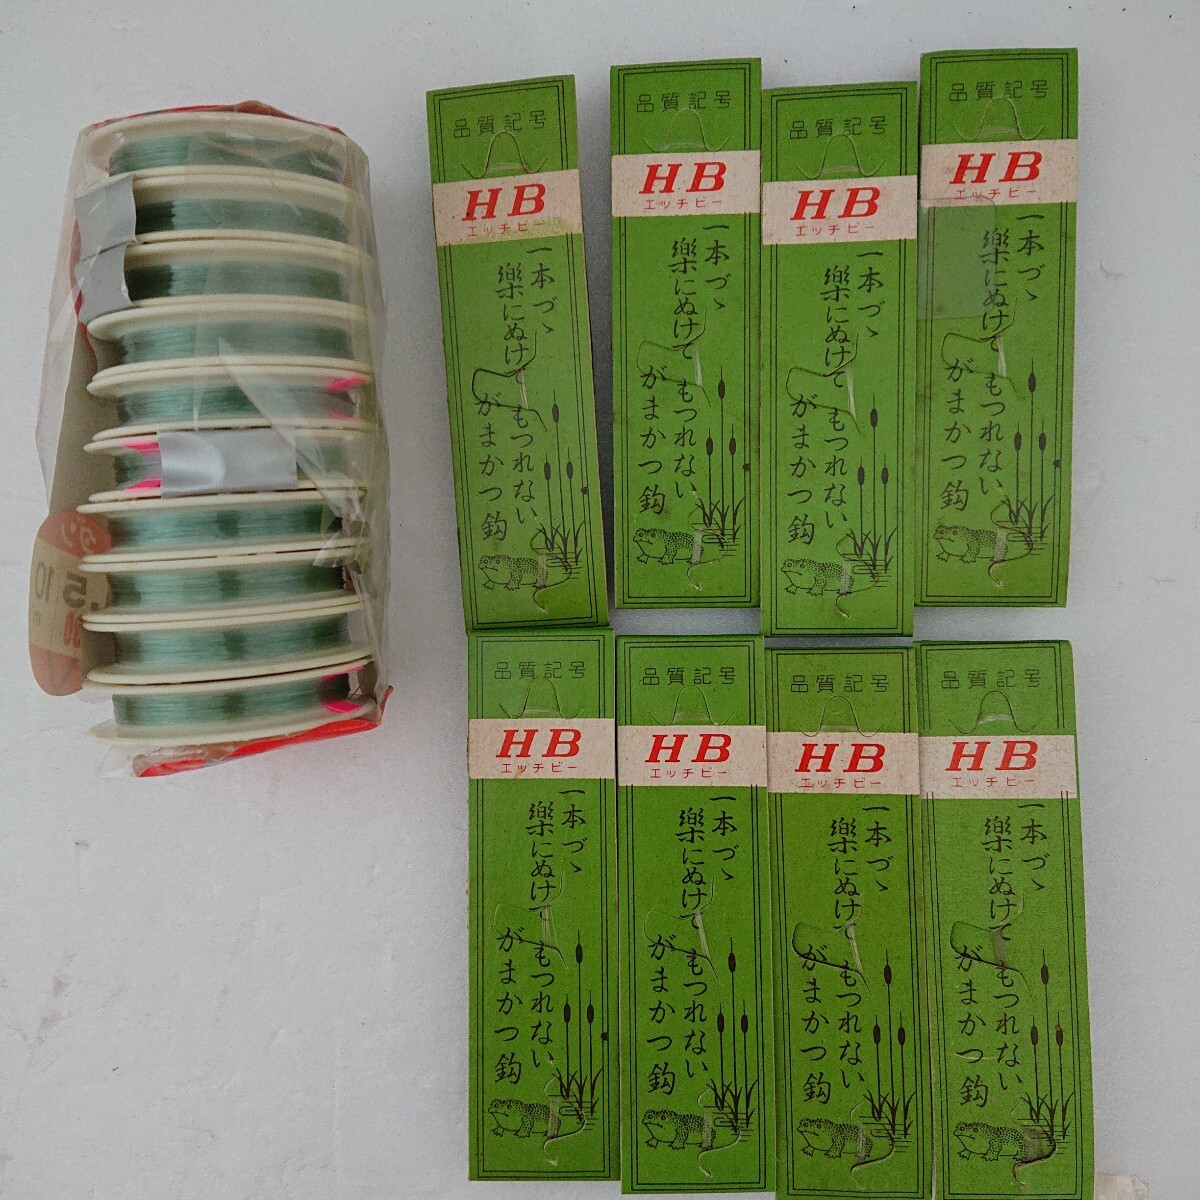 品質記号
HB
エッチビー
一本づゝ
樂にぬけて
もつれない
がまかつ鈎
品質記号
HB
エッチビー
一本づゝ
樂にぬけて
もつれない
がまかつ鈎
品質記号
HB
エッチビー
一本づゝ
樂にぬけて
もつれない
がまかつ鈎
品質記号
HB
エッチビー
一本づゝ
樂にぬけて
もつれない
がまかつ鈎
品質記号
HB
エッチビー
一本づゝ
樂にぬけて
もつれない
がまかつ鈎
品質記号
HB
エッチビー
一本づゝ
樂にぬけて
もつれない
がまかつ鈎
品質記号
HB
エッチビー
一本づゝ
樂にぬけて
もつれない
がまかつ鈎
品質記号
HB
エッチビー
一本づゝ
樂にぬけて
もつれない
がまかつ鈎
.5 10